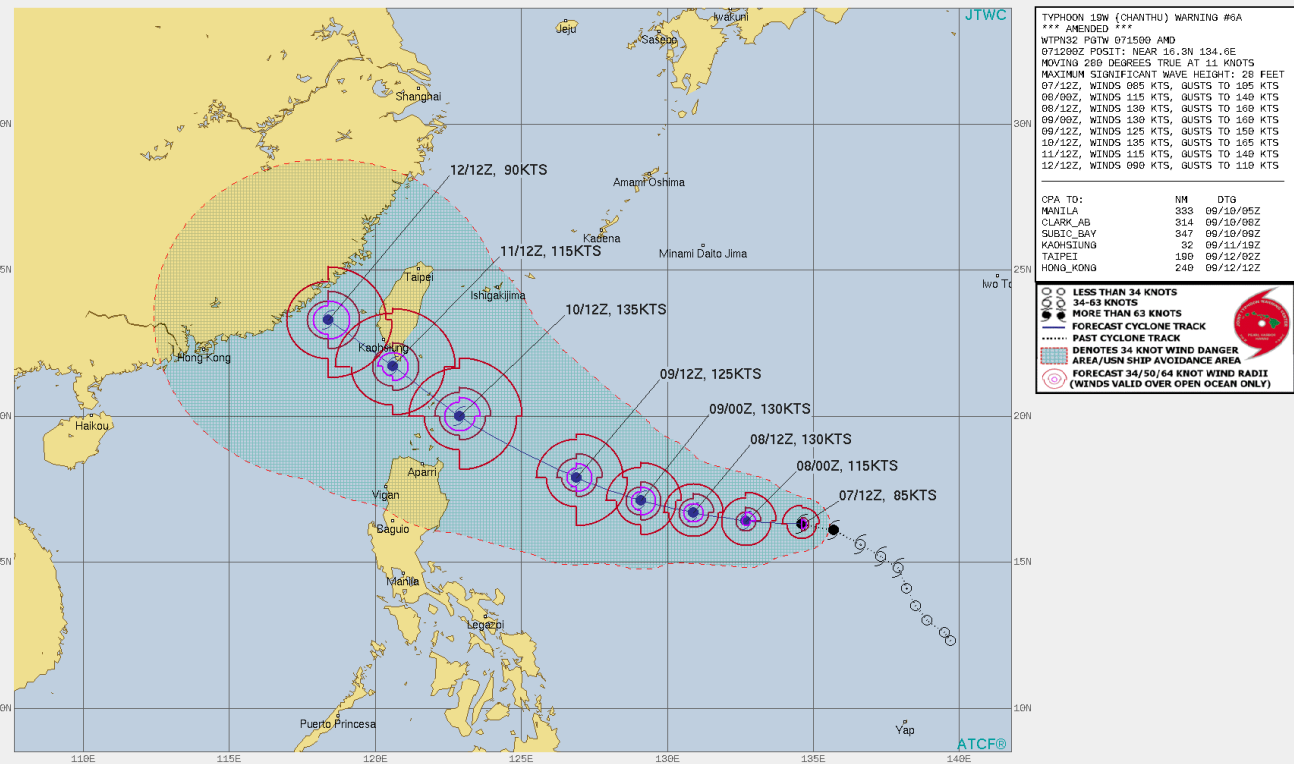 JTWC
Jeju
Iwakuni
Sasebo
Shanghai
0N
30N
12/12Z, 90KTS
Amami Oshima
Kadena
11/12Z, 115KTS
Minami Daito Jima
5N
25N
Taipei
Ishigakijima
Iwo To
10/12Z, 135KTS
Hong Kong
Kaohsiung
09/12Z, 125KTS
0N
20N
09/00Z, 130KTS
Haikou
08/12Z, 130KTS
Aparri
08/00Z, 115KTS
Vigan
07/12Z, 85KTS
Baguio
5N
15N
Manila
Legazpi
0N
10N
Puerto Princesa
Yap
ATCF®
110E
115E
120E
125E
130E
135E
140E
TYPHOON 19W (CHANTHU) WARNING #6A
*** AMENDED ***
WTPN32 PGTW 071500 AMD
071200Z POSIT: NEAR 16.3N 134.6E
MOVING 280 DEGREES TRUE AT 11 KNOTS
MAXIMUM SIGNIFICANT WAVE HEIGHT: 28 FEET
07/12Z, WINDS 085 KTS, GUSTS TO 105 KTS
08/00Z, WINDS 115 KTS, GUSTS TO 140 KTS
08/12Z, WINDS 130 KTS, GUSTS TO 160 KTS
09/00Z, WINDS 130 KTS, GUSTS TO 160 KTS
09/12Z, WINDS 125 KTS, GUSTS TO 150 KTS
10/12Z, WINDS 135 KTS, GUSTS TO 165 KTS
11/12Z, WINDS 115 KTS, GUSTS TO 140 KTS
12/12Z, WINDS 090 KTS, GUSTS TO 110 KTS
CPA TO: NM DTG
MANILA 333 09/10/05Z
CLARK_AB 314 09/10/08Z
SUBIC_BAY 347 09/10/09Z
KAOHSIUNG 32 09/11/19Z
TAIPEI 190 09/12/02Z
HONG_KONG 240 09/12/12Z
LESS THAN 34 KNOTS
34-63 KNOTS
MORE THAN 63 KNOTS
FORECAST CYCLONE TRACK
PAST CYCLONE TRACK
DENOTES 34 KNOT WIND DANGER
AREA/USN SHIP AVOIDANCE AREA
FORECAST 34/50/64 KNOT WIND RADII
(WINDS VALID OVER OPEN OCEAN ONLY)